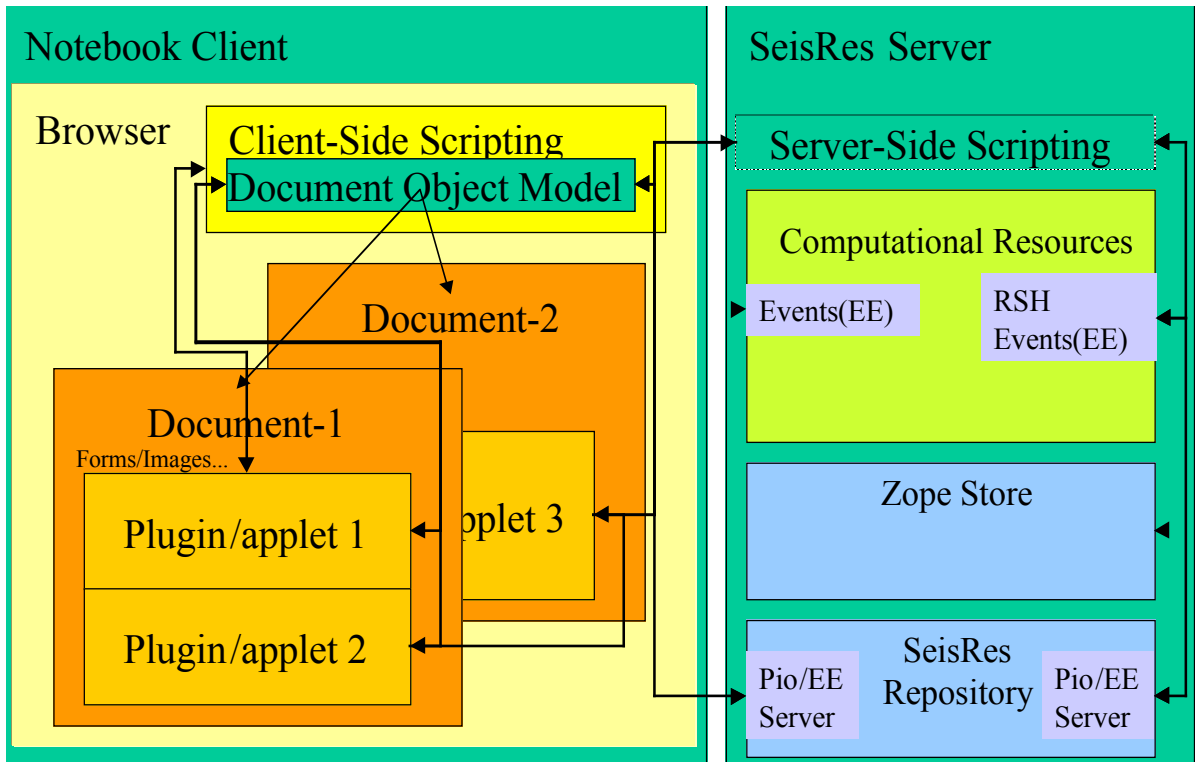 Notebook Client
Browser
Client-Side Scripting
Document Object Model
Document-2
Document-1
Forms/Images...
Plugin/applet 1
pplet 3
Plugin/applet 2
SeisRes Server
Server-Side Scripting
Computational Resources
Events(EE)
RSH
Events(EE)
Zope Store
SeisRes
Repository
Pio/EE
Server
Pio/EE
Server